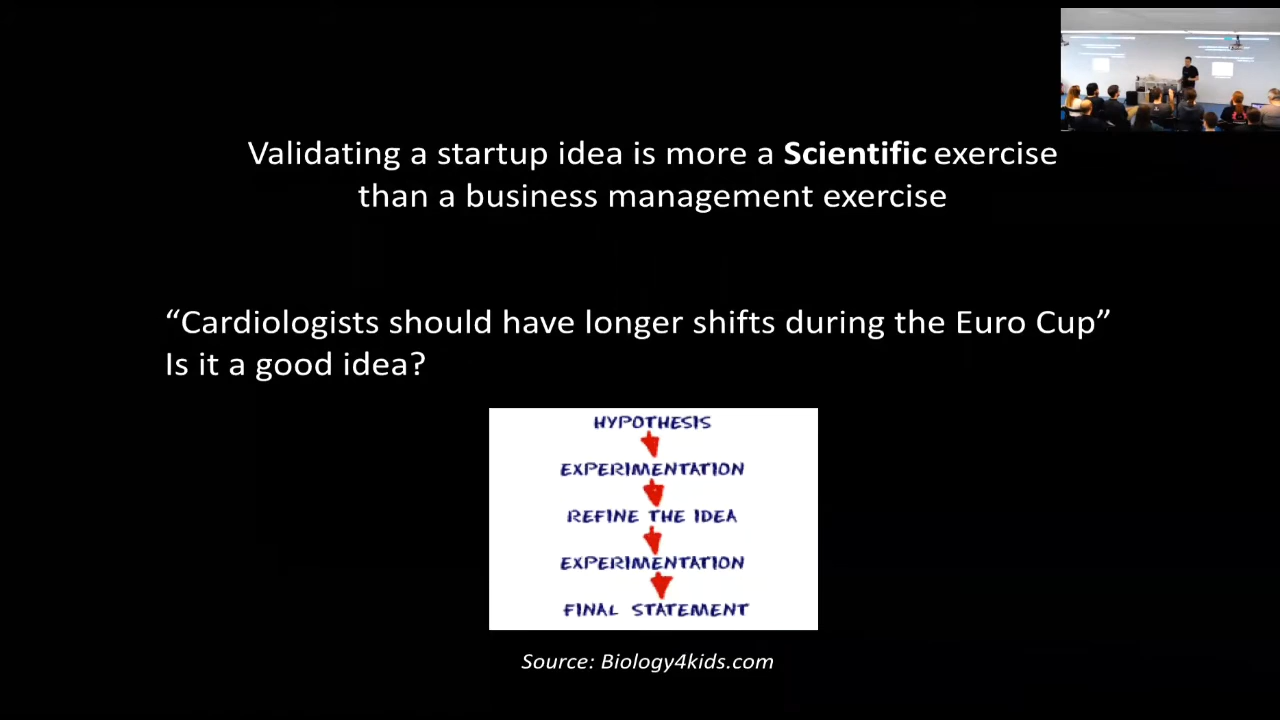 Validating a startup idea is more a Scientific exercise
than a business management exercise
“Cardiologists should have longer shifts during the Euro Cup”
Is it a good idea?
HYPOTHESIS
EXPERIMENTATION
REFINE THE IDEA
EXPERIMENTATION
FINAL STATEMENT
Source: Biology4kids.com